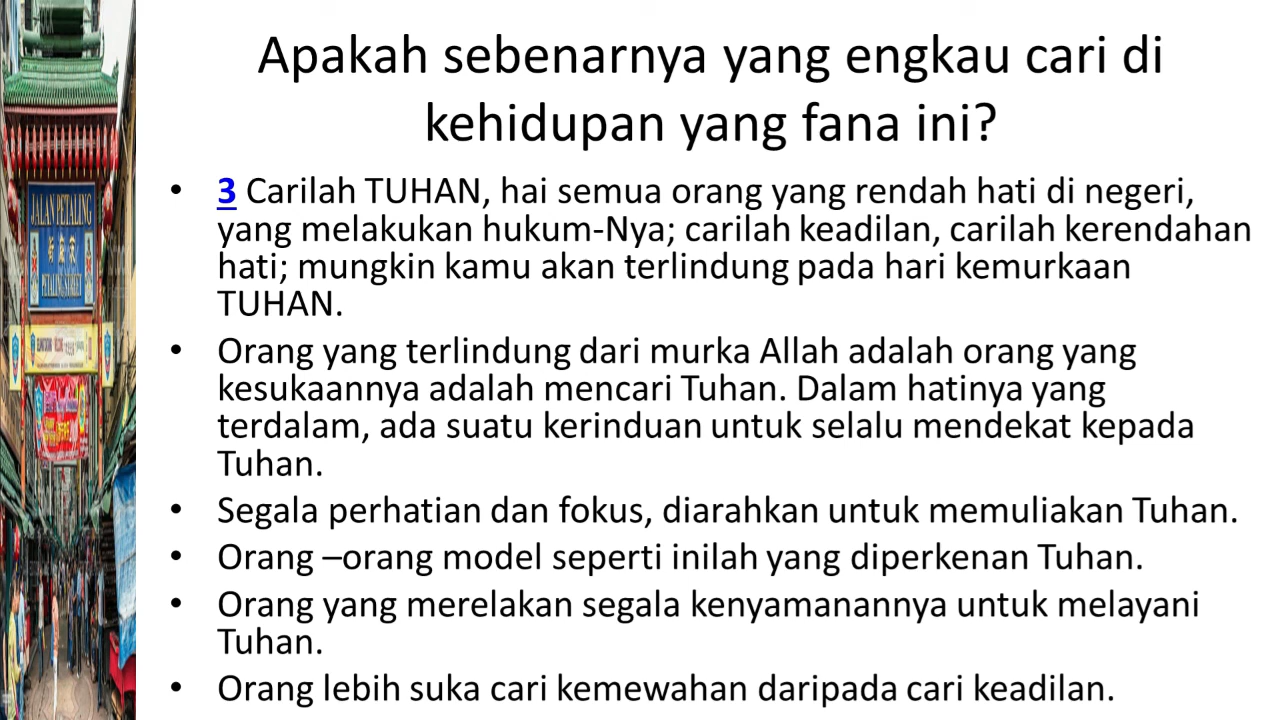 Apakah sebenarnya yang engkau cari di
kehidupan yang fana ini?
• 3 Carilah TUHAN, hai semua orang yang rendah hati di negeri,
yang melakukan hukum-Nya; carilah keadilan, carilah kerendahan
hati; mungkin kamu akan terlindung pada hari kemurkaan
TUHAN.
• Orang yang terlindung dari murka Allah adalah orang yang
kesukaannya adalah mencari Tuhan. Dalam hatinya yang
terdalam, ada suatu kerinduan untuk selalu mendekat kepada
Tuhan.
• Segala perhatian dan fokus, diarahkan untuk memuliakan Tuhan.
• Orang –orang model seperti inilah yang diperkenan Tuhan.
• Orang yang merelakan segala kenyamanannya untuk melayani
Tuhan.
• Orang lebih suka cari kemewahan daripada cari keadilan.
JALAN PETALING
PETALING STREET